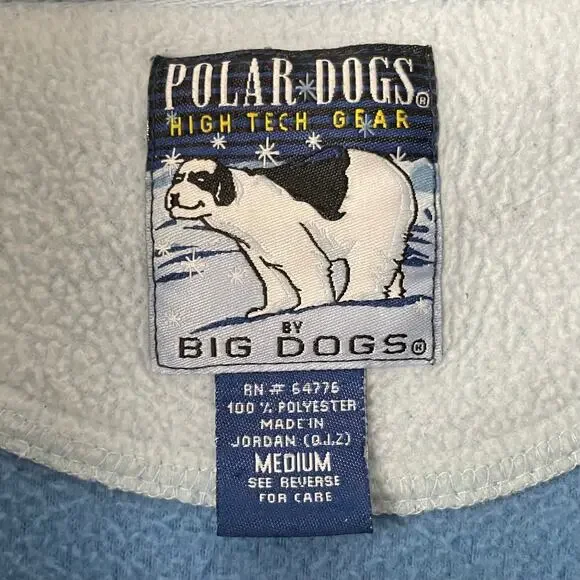 POLAR DOGS®
HIGH TECH GEAR
BY
BIG DOGS®
RN # 64776
100 % POLYESTER
MADE IN
JORDAN (Q.I.Z)
MEDIUM
SEE REVERSE
FOR CARE